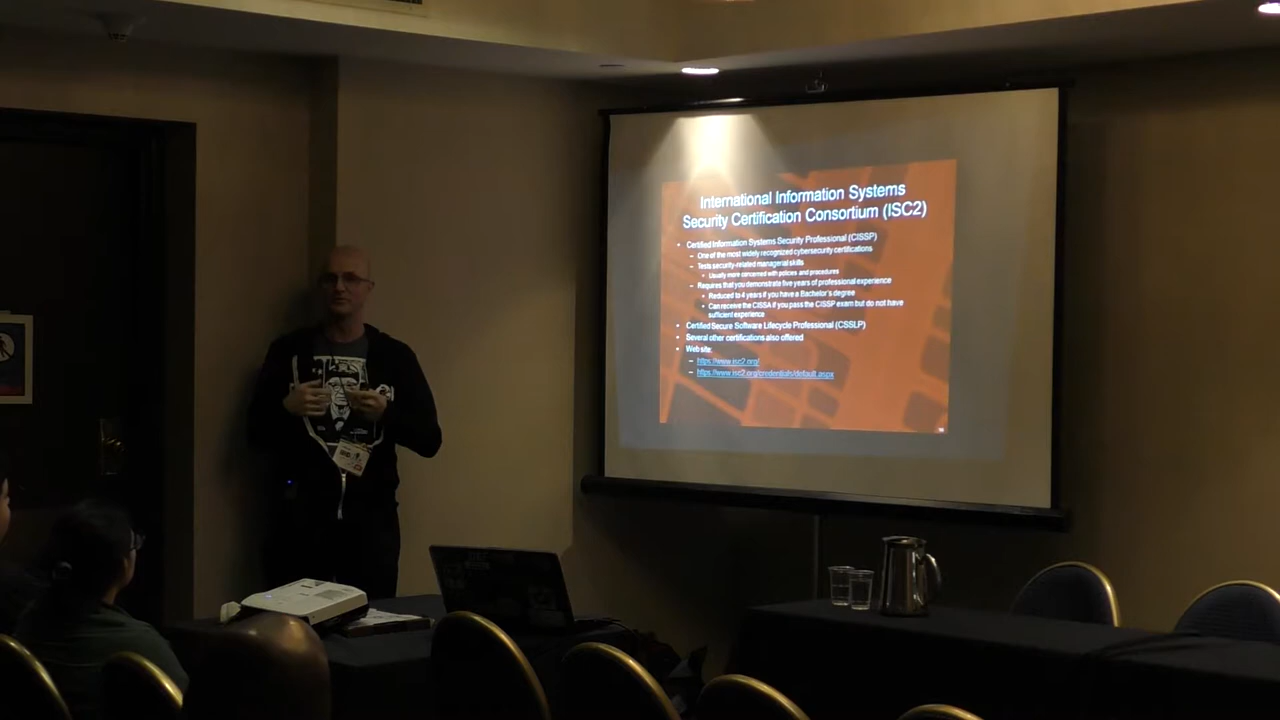 International Information Systems
Security Certification Consortium (ISC2)
• Certified Information Systems Security Professional (CISSP)
– One of the most widely recognized cybersecurity certifications
– Tests security-related managerial skills
• Usually more concerned with policies and procedures
– Requires that you demonstrate five years of professional experience
• Reduced to 4 years if you have a Bachelor's degree
• Can receive the CISSA if you pass the CISSP exam but do not have
sufficient experience
• Certified Secure Software Lifecycle Professional (CSSLP)
• Several other certifications also offered
• Web site:
– https://www.isc2.org/
– https://www.isc2.org/credentials/default.aspx